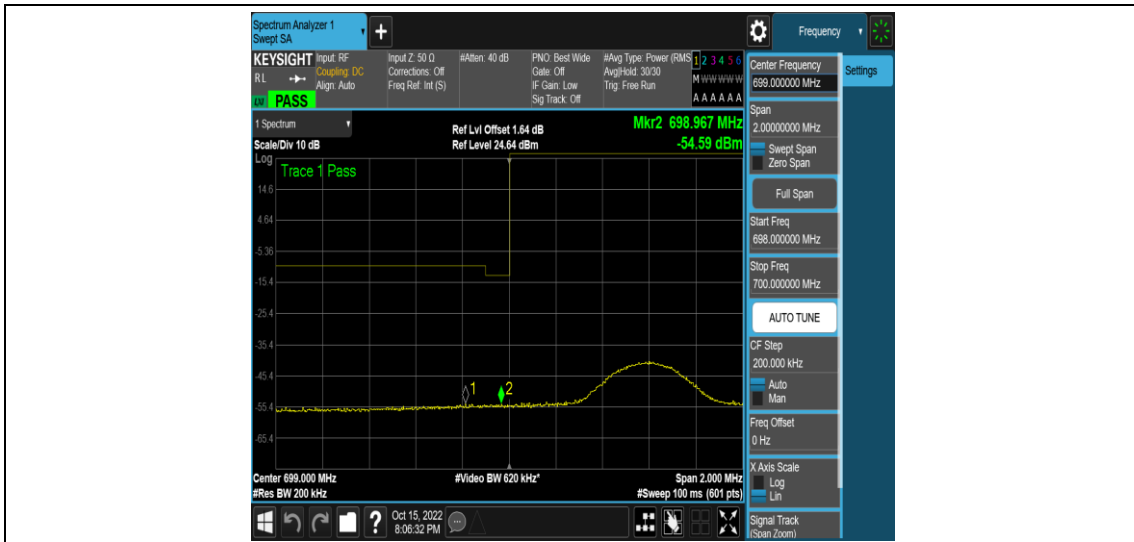 Spectrum Analyzer 1
Swept SA
Frequency
KEYSIGHT
RL
LXI
PASS
Input: RF
Coupling: DC
Align: Auto
Input Z: 50 Ω
Corrections: Off
Freq Ref: Int (S)
#Atten: 40 dB
PNO: Best Wide
Gate: Off
IF Gain: Low
Sig Track: Off
#Avg Type: Power (RMS
Avg|Hold: 30/30
Trig: Free Run
1 2 3 4 5 6
M W W W W W
A A A A A A
1 Spectrum
Scale/Div 10 dB
Ref Lvl Offset 1.64 dB
Ref Level 24.64 dBm
Mkr2 698.967 MHz
-54.59 dBm
Log
Trace 1 Pass
14.6
4.64
-5.36
-15.4
-25.4
-35.4
-45.4
-55.4
-65.4
1
2
Center 699.000 MHz
#Res BW 200 kHz
#Video BW 620 kHz*
Span 2.000 MHz
#Sweep 100 ms (601 pts)
Oct 15, 2022
8:06:32 PM
Center Frequency
699.000000 MHz
Settings
Span
2.00000000 MHz
Swept Span
Zero Span
Full Span
Start Freq
698.000000 MHz
Stop Freq
700.000000 MHz
AUTO TUNE
CF Step
200.000 kHz
Auto
Man
Freq Offset
0 Hz
X Axis Scale
Log
Lin
Signal Track
(Span Zoom)